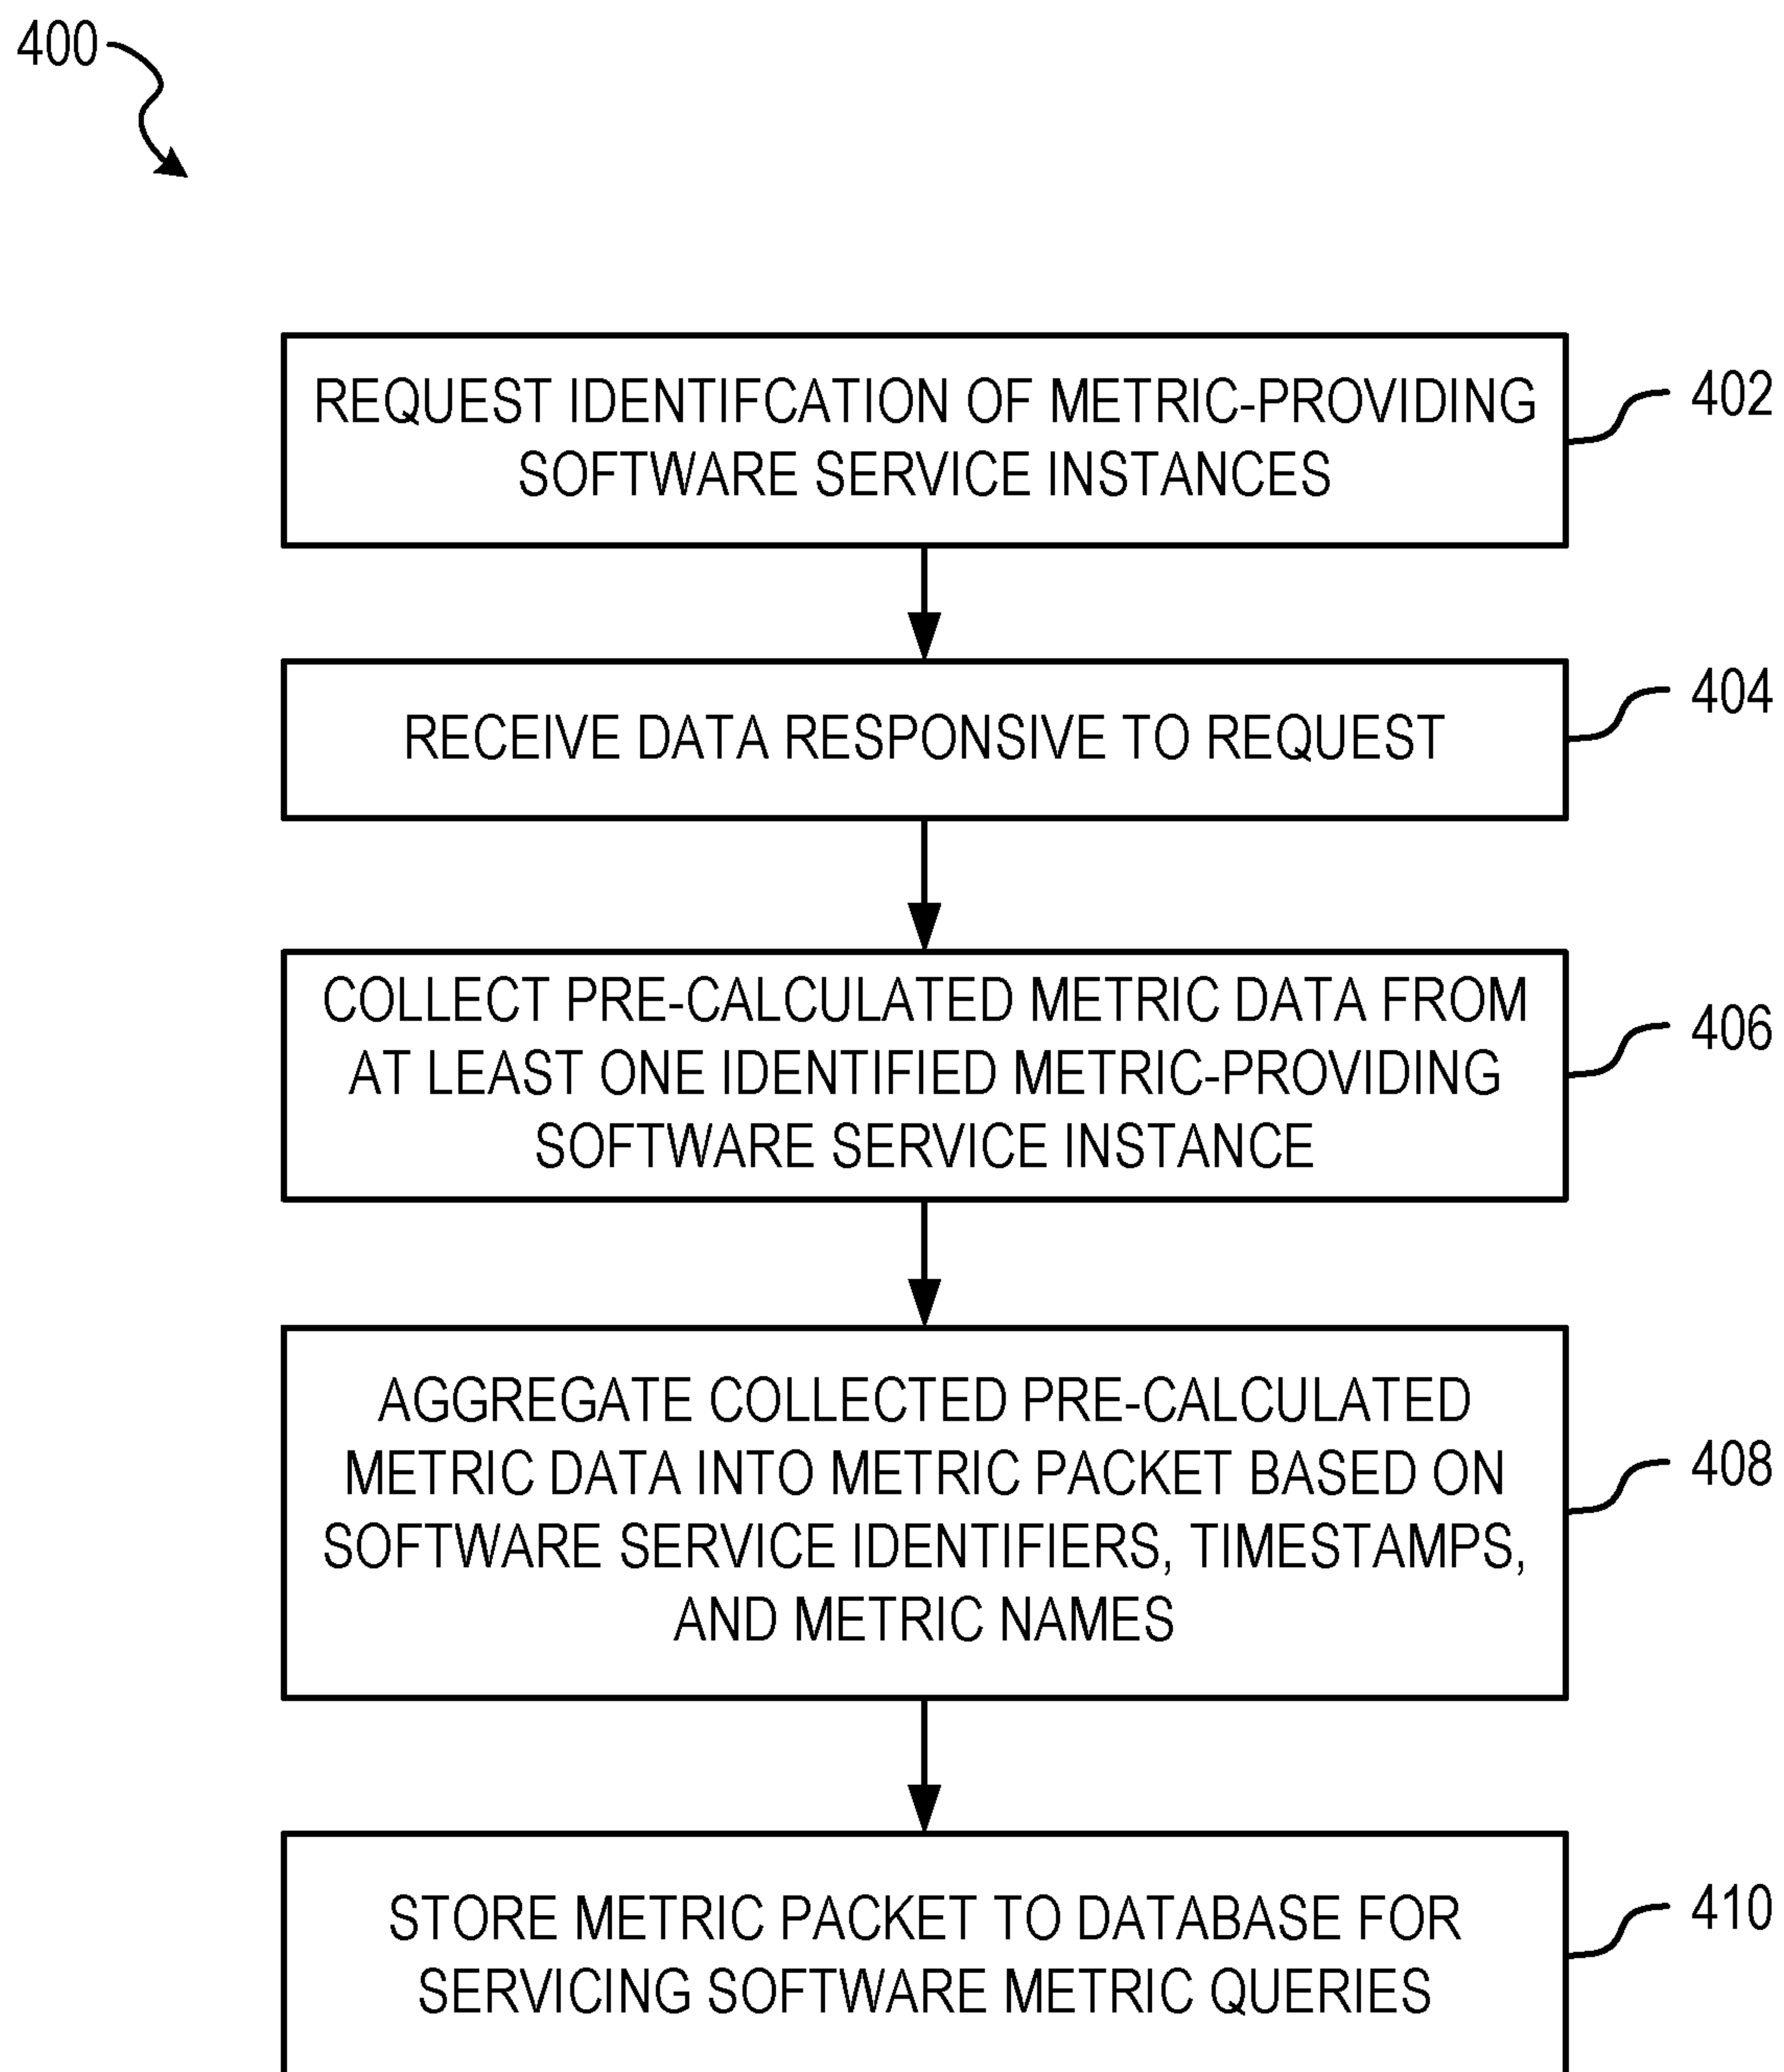 400
REQUEST IDENTIFCATION OF METRIC-PROVIDING
SOFTWARE SERVICE INSTANCES
402
RECEIVE DATA RESPONSIVE TO REQUEST
404
COLLECT PRE-CALCULATED METRIC DATA FROM
AT LEAST ONE IDENTIFIED METRIC-PROVIDING
SOFTWARE SERVICE INSTANCE
406
AGGREGATE COLLECTED PRE-CALCULATED
METRIC DATA INTO METRIC PACKET BASED ON
SOFTWARE SERVICE IDENTIFIERS, TIMESTAMPS,
AND METRIC NAMES
408
STORE METRIC PACKET TO DATABASE FOR
SERVICING SOFTWARE METRIC QUERIES
410